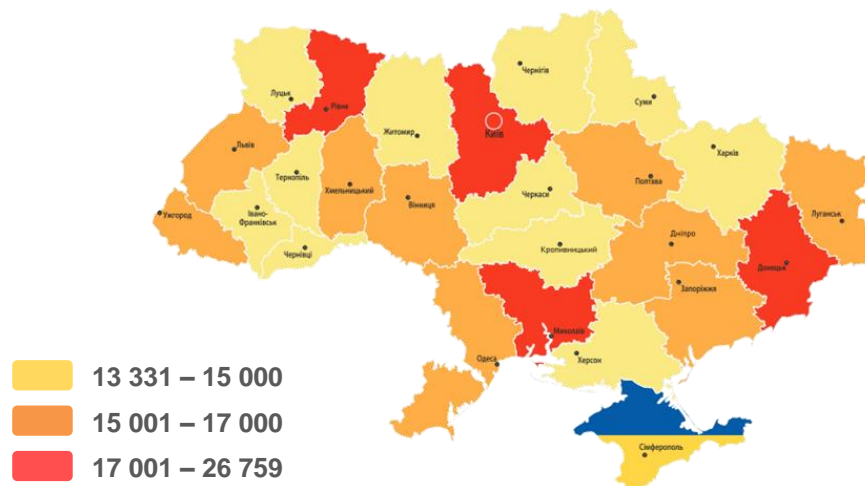 Чернігів
Луцьк
Рівне
Суми
Київ
Житомир
Харків
Львів
Тернопіль
Хмельницький
Полтава
Черкаси
Вінниця
Ужгород
Івано-
Франківськ
Луганськ
Дніпро
Кропивницький
Чернівці
Донецьк
Запоріжжя
Миколаїв
Одеса
Херсон
13 331 – 15 000
15 001 – 17 000
17 001 – 26 759
Сімферополь